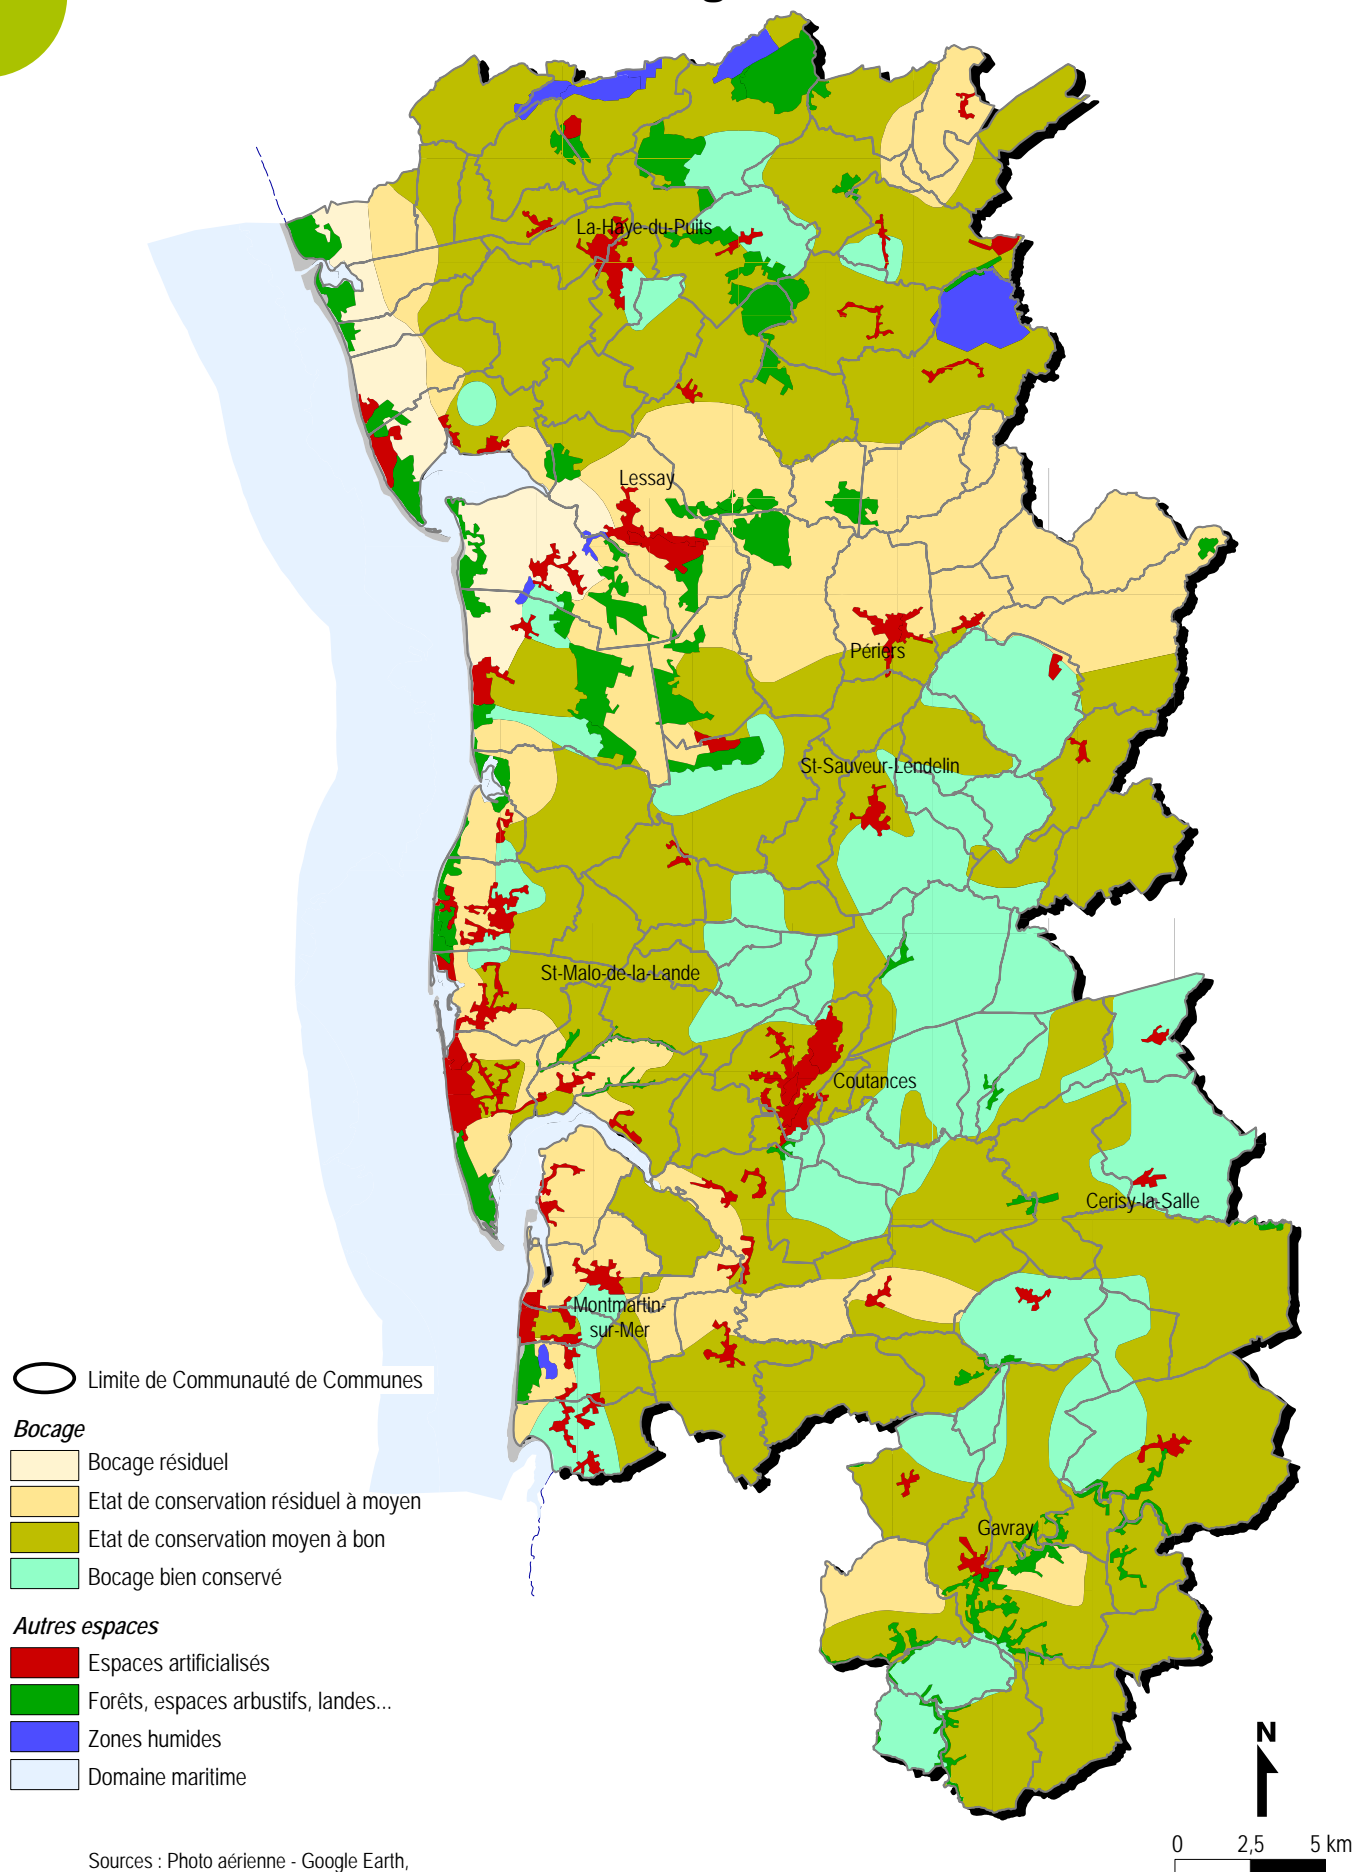 La-Haye-du-Puits
Lessay
Périers
St-Sauveur-Lendelin
St-Malo-de-la-Lande
Coutances
Cerisy-la-Salle
Montmartin-
sur-Mer
Gavray
Limite de Communauté de Communes
Bocage
Bocage résiduel
Etat de conservation résiduel à moyen
Etat de conservation moyen à bon
Bocage bien conservé
Autres espaces
Espaces artificialisés
Forêts, espaces arbustifs, landes...
Zones humides
Domaine maritime
N
0 2,5 5 km
Sources : Photo aérienne - Google Earth,